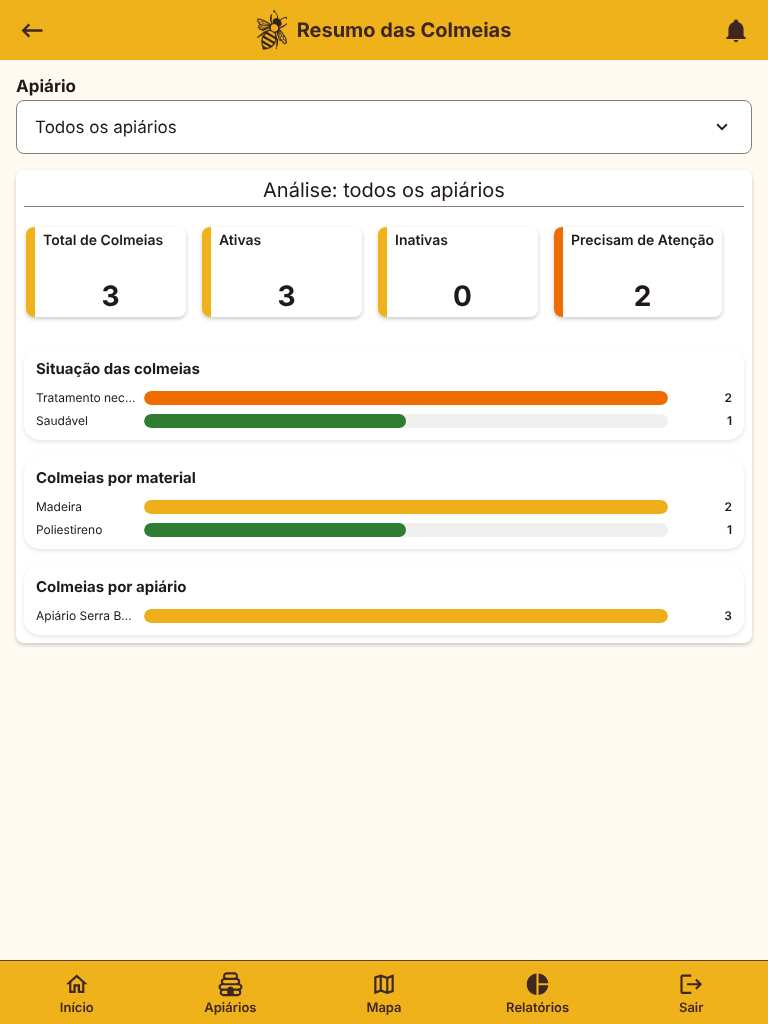 Resumo das Colmeias
Apiário
Todos os apiários
Análise: todos os apiários
Total de Colmeias
3
Ativas
3
Inativas
0
Precisam de Atenção
2
Situação das colmeias
Tratamento nec... 2
Saudável 1
Colmeias por material
Madeira 2
Poliestireno 1
Colmeias por apiário
Apiário Serra B... 3
Início
Apiários
Mapa
Relatórios
Sair